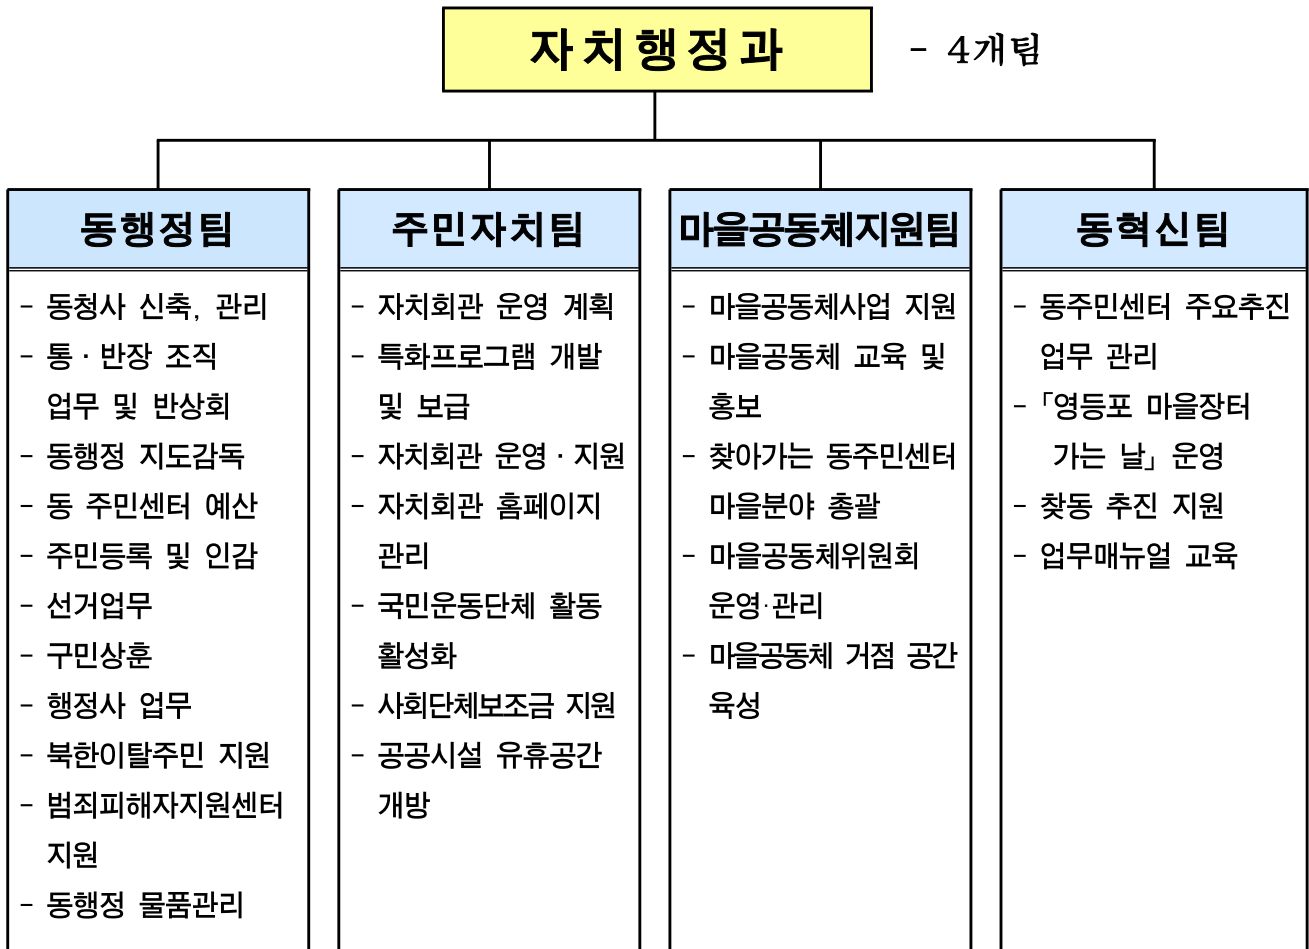 자치행정과 - 4개팀
동행정팀
- 동청사 신축, 관리
- 통·반장 조직
업무 및 반상회
- 동행정 지도감독
- 동 주민센터 예산
- 주민등록 및 인감
- 선거업무
- 구민상훈
- 행정사 업무
- 북한이탈주민 지원
- 범죄피해자지원센터
지원
- 동행정 물품관리
주민자치팀
- 자치회관 운영 계획
- 특화프로그램 개발
및 보급
- 자치회관 운영·지원
- 자치회관 홈페이지
관리
- 국민운동단체 활동
활성화
- 사회단체보조금 지원
- 공공시설 유휴공간
개방
마을공동체지원팀
- 마을공동체사업 지원
- 마을공동체 교육 및
홍보
- 찾아가는 동주민센터
마을분야 총괄
- 마을공동체위원회
운영·관리
- 마을공동체 거점 공간
육성
동혁신팀
- 동주민센터 주요추진
업무 관리
-「영등포 마을장터
가는 날」운영
- 찾동 추진 지원
- 업무매뉴얼 교육